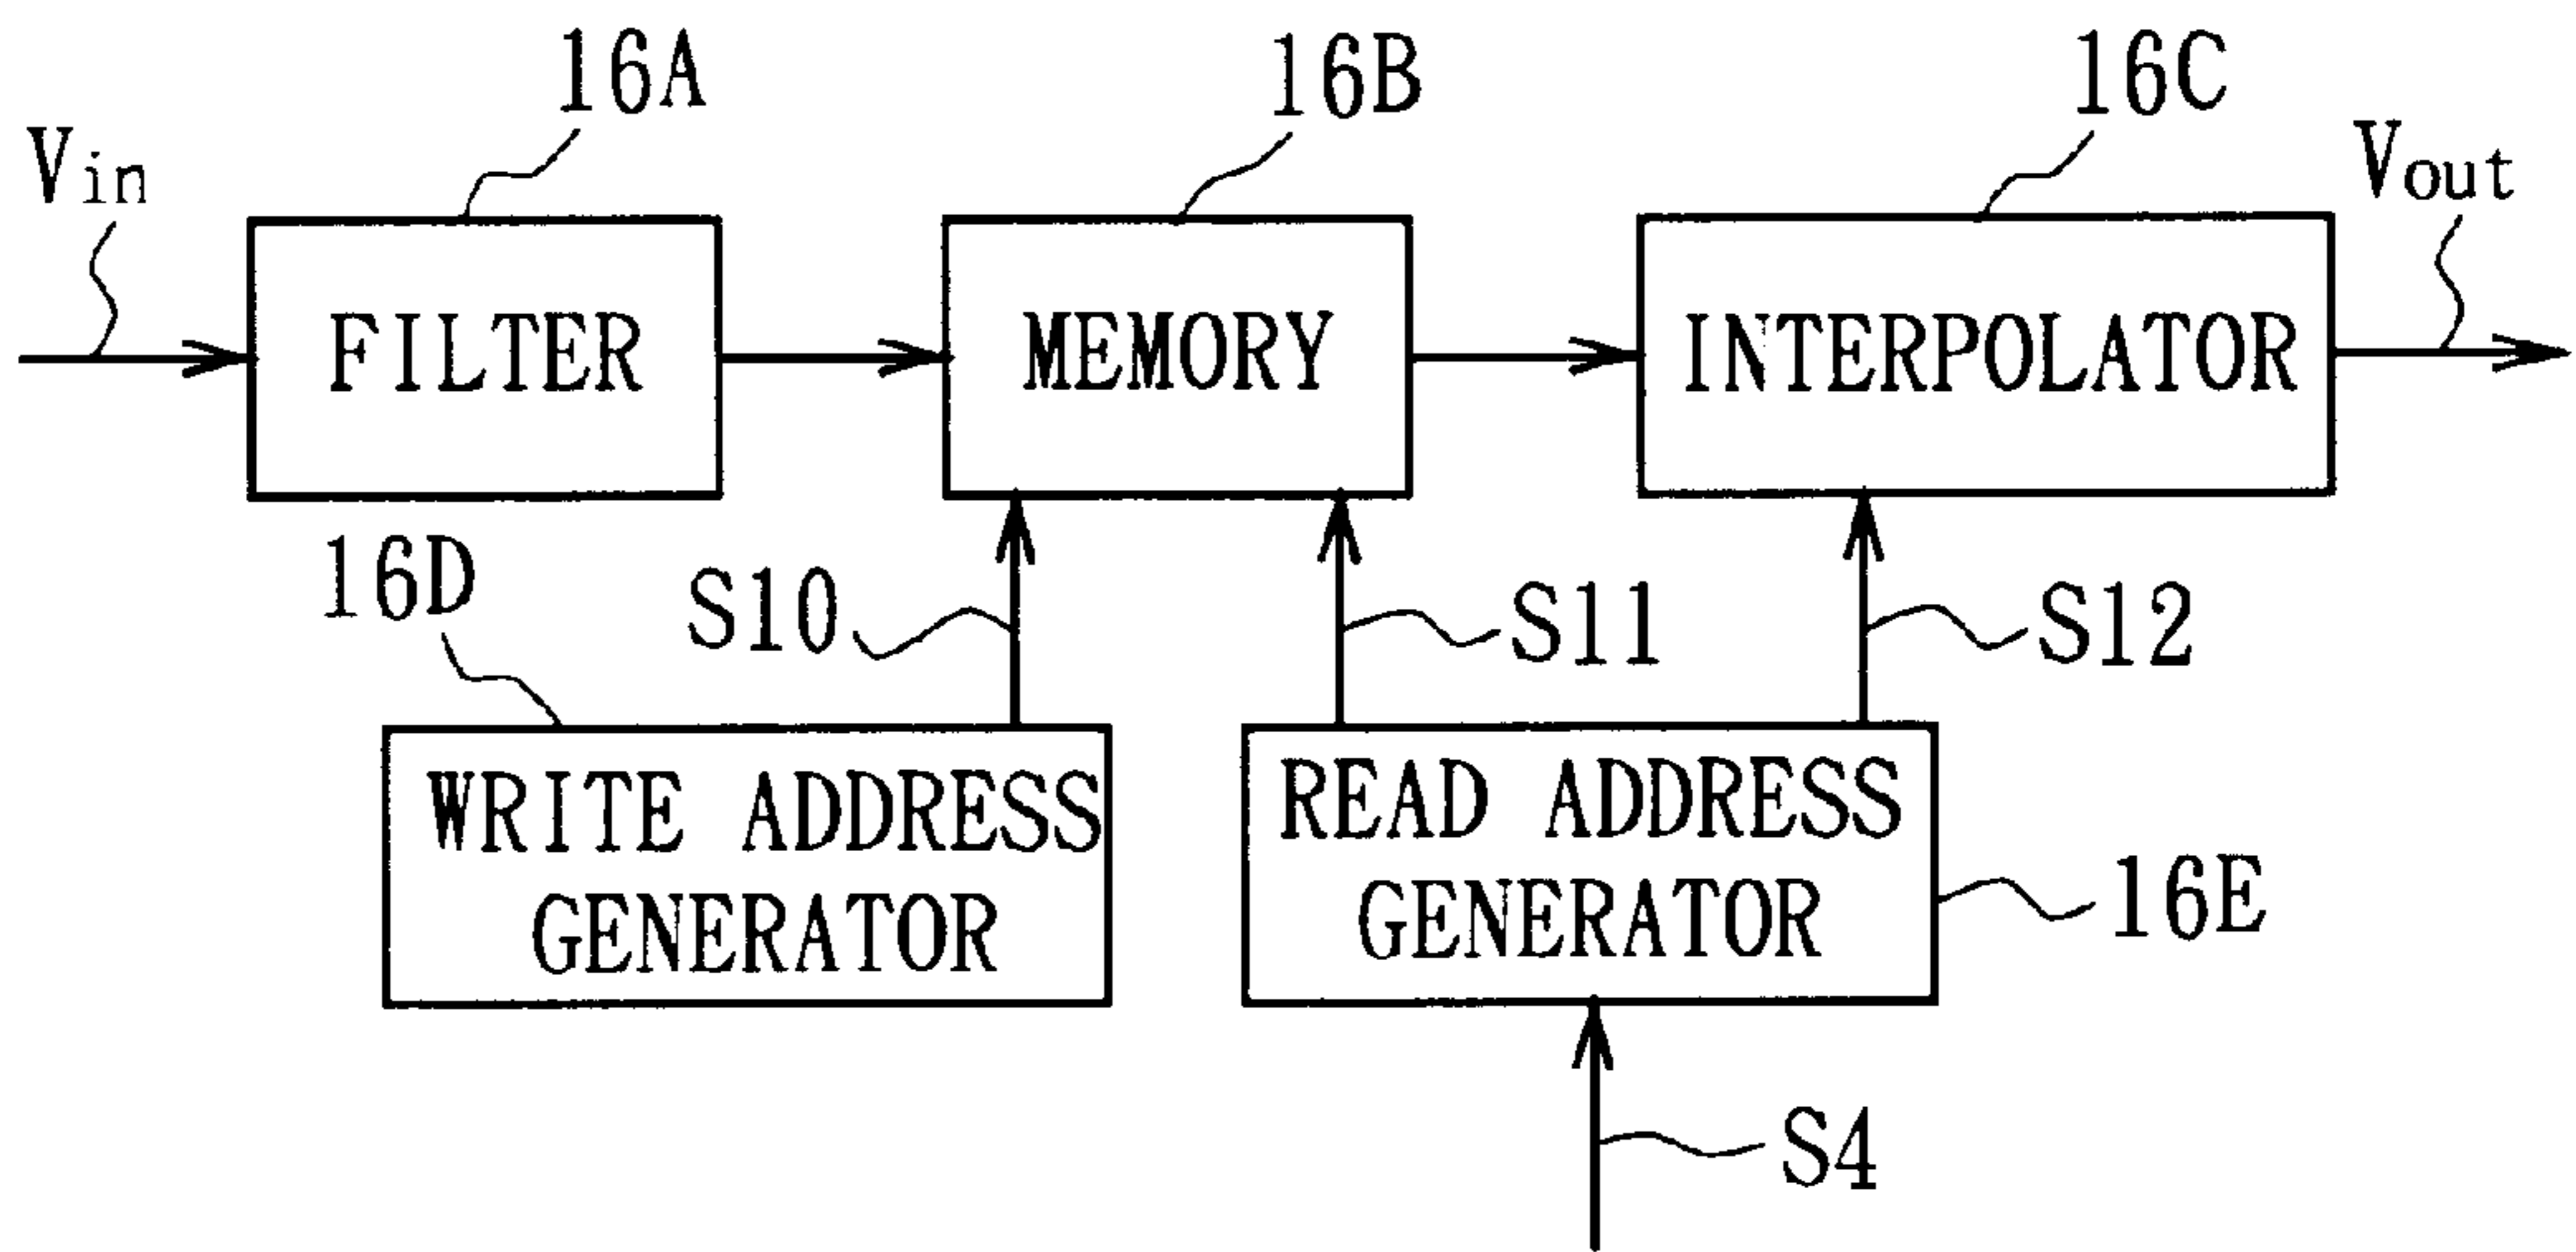 16A
16B
16C
Vin
Vout
FILTER
MEMORY
INTERPOLATOR
16D
S10
S11
S12
WRITE ADDRESS
GENERATOR
READ ADDRESS
GENERATOR
16E
S4